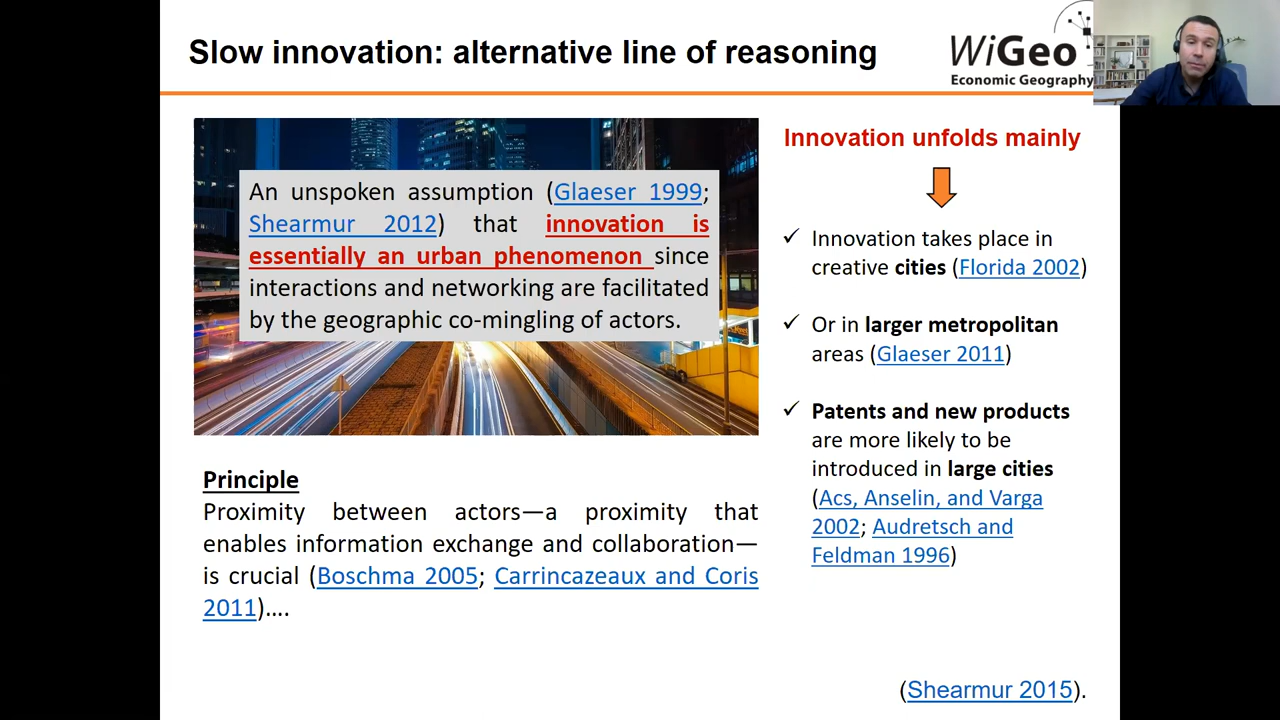 Slow innovation: alternative line of reasoning
WiGeo
Economic Geography
An unspoken assumption (Glaeser 1999;
Shearmur 2012) that innovation is
essentially an urban phenomenon since
interactions and networking are facilitated
by the geographic co-mingling of actors.
Principle
Proximity between actors—a proximity that
enables information exchange and collaboration—
is crucial (Boschma 2005; Carrincazeaux and Coris
2011)….
Innovation unfolds mainly
✓ Innovation takes place in
creative cities (Florida 2002)
✓ Or in larger metropolitan
areas (Glaeser 2011)
✓ Patents and new products
are more likely to be
introduced in large cities
(Acs, Anselin, and Varga
2002; Audretsch and
Feldman 1996)
(Shearmur 2015).